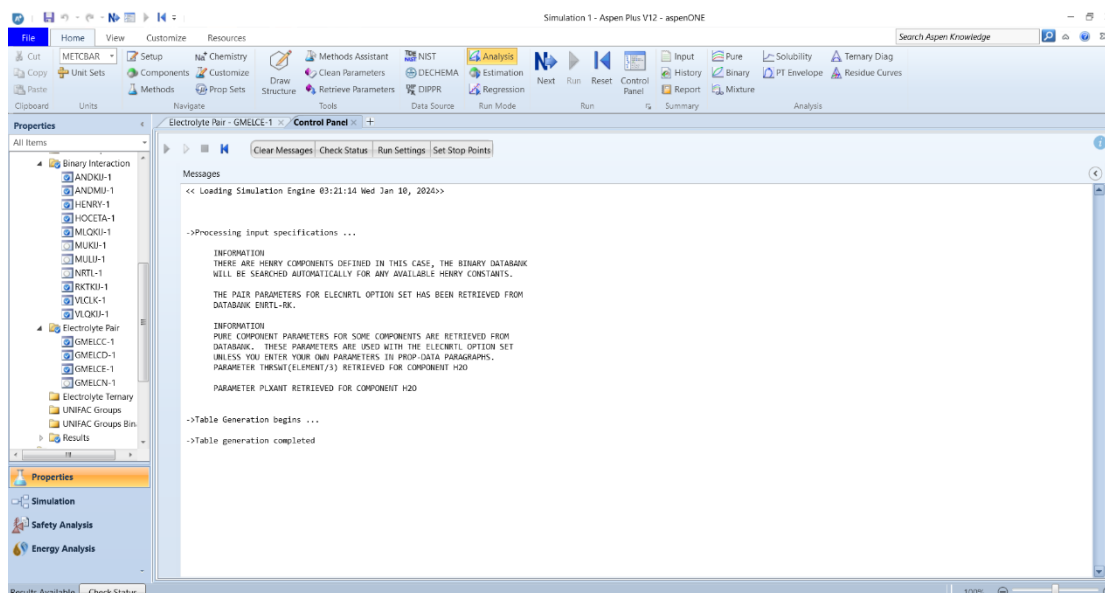 Simulation 1 - Aspen Plus V12 - aspenONE
File Home View Customize Resources Search Aspen Knowledge
Cut METCBAR Setup Na+ Chemistry Methods Assistant NIST Analysis Input Pure Solubility Ternary Diag
Copy Unit Sets Components Customize DECHEMA Estimation History Binary PT Envelope Residue Curves
Paste Methods Prop Sets Draw Structure Clean Parameters Retrieve Parameters DIPPR Regression Next Run Reset Control Panel Report Mixture
Clipboard Units Navigate Tools Data Source Run Mode Run Summary Analysis
Properties
All Items
Binary Interaction
ANDKIJ-1
ANDMIJ-1
HENRY-1
HOCETA-1
MLQKIJ-1
MUKIJ-1
MULIJ-1
NRTL-1
RKTKIJ-1
VLCLK-1
VLQKIJ-1
Electrolyte Pair
GMELCC-1
GMELCD-1
GMELCE-1
GMELCN-1
Electrolyte Ternary
UNIFAC Groups
UNIFAC Groups Bin
Results
Properties
Simulation
Safety Analysis
Energy Analysis
Electrolyte Pair - GMELCE-1 Control Panel +
Clear Messages Check Status Run Settings Set Stop Points
Messages
<< Loading Simulation Engine 03:21:14 Wed Jan 10, 2024>>
->Processing input specifications ...
INFORMATION
THERE ARE HENRY COMPONENTS DEFINED IN THIS CASE, THE BINARY DATABANK
WILL BE SEARCHED AUTOMATICALLY FOR ANY AVAILABLE HENRY CONSTANTS.
THE PAIR PARAMETERS FOR ELECNRTL OPTION SET HAS BEEN RETRIEVED FROM
DATABANK ENRTL-RK.
INFORMATION
PURE COMPONENT PARAMETERS FOR SOME COMPONENTS ARE RETRIEVED FROM
DATABANK. THESE PARAMETERS ARE USED WITH THE ELECNRTL OPTION SET
UNLESS YOU ENTER YOUR OWN PARAMETERS IN PROP-DATA PARAGRAPHS.
PARAMETER THRSWT(ELEMENT/3) RETRIEVED FOR COMPONENT H2O
PARAMETER PLXANT RETRIEVED FOR COMPONENT H2O
->Table Generation begins ...
->Table generation completed
Results Available Check Status 100%